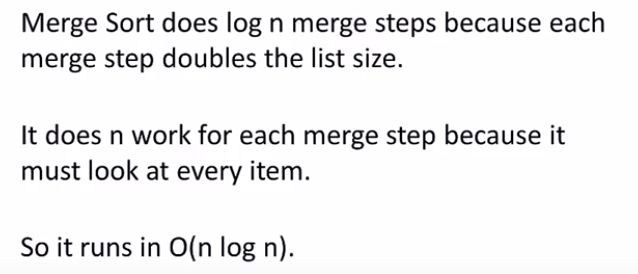 Merge Sort does log n merge steps because each
merge step doubles the list size.
It does n work for each merge step because it
must look at every item.
So it runs in O(n log n).